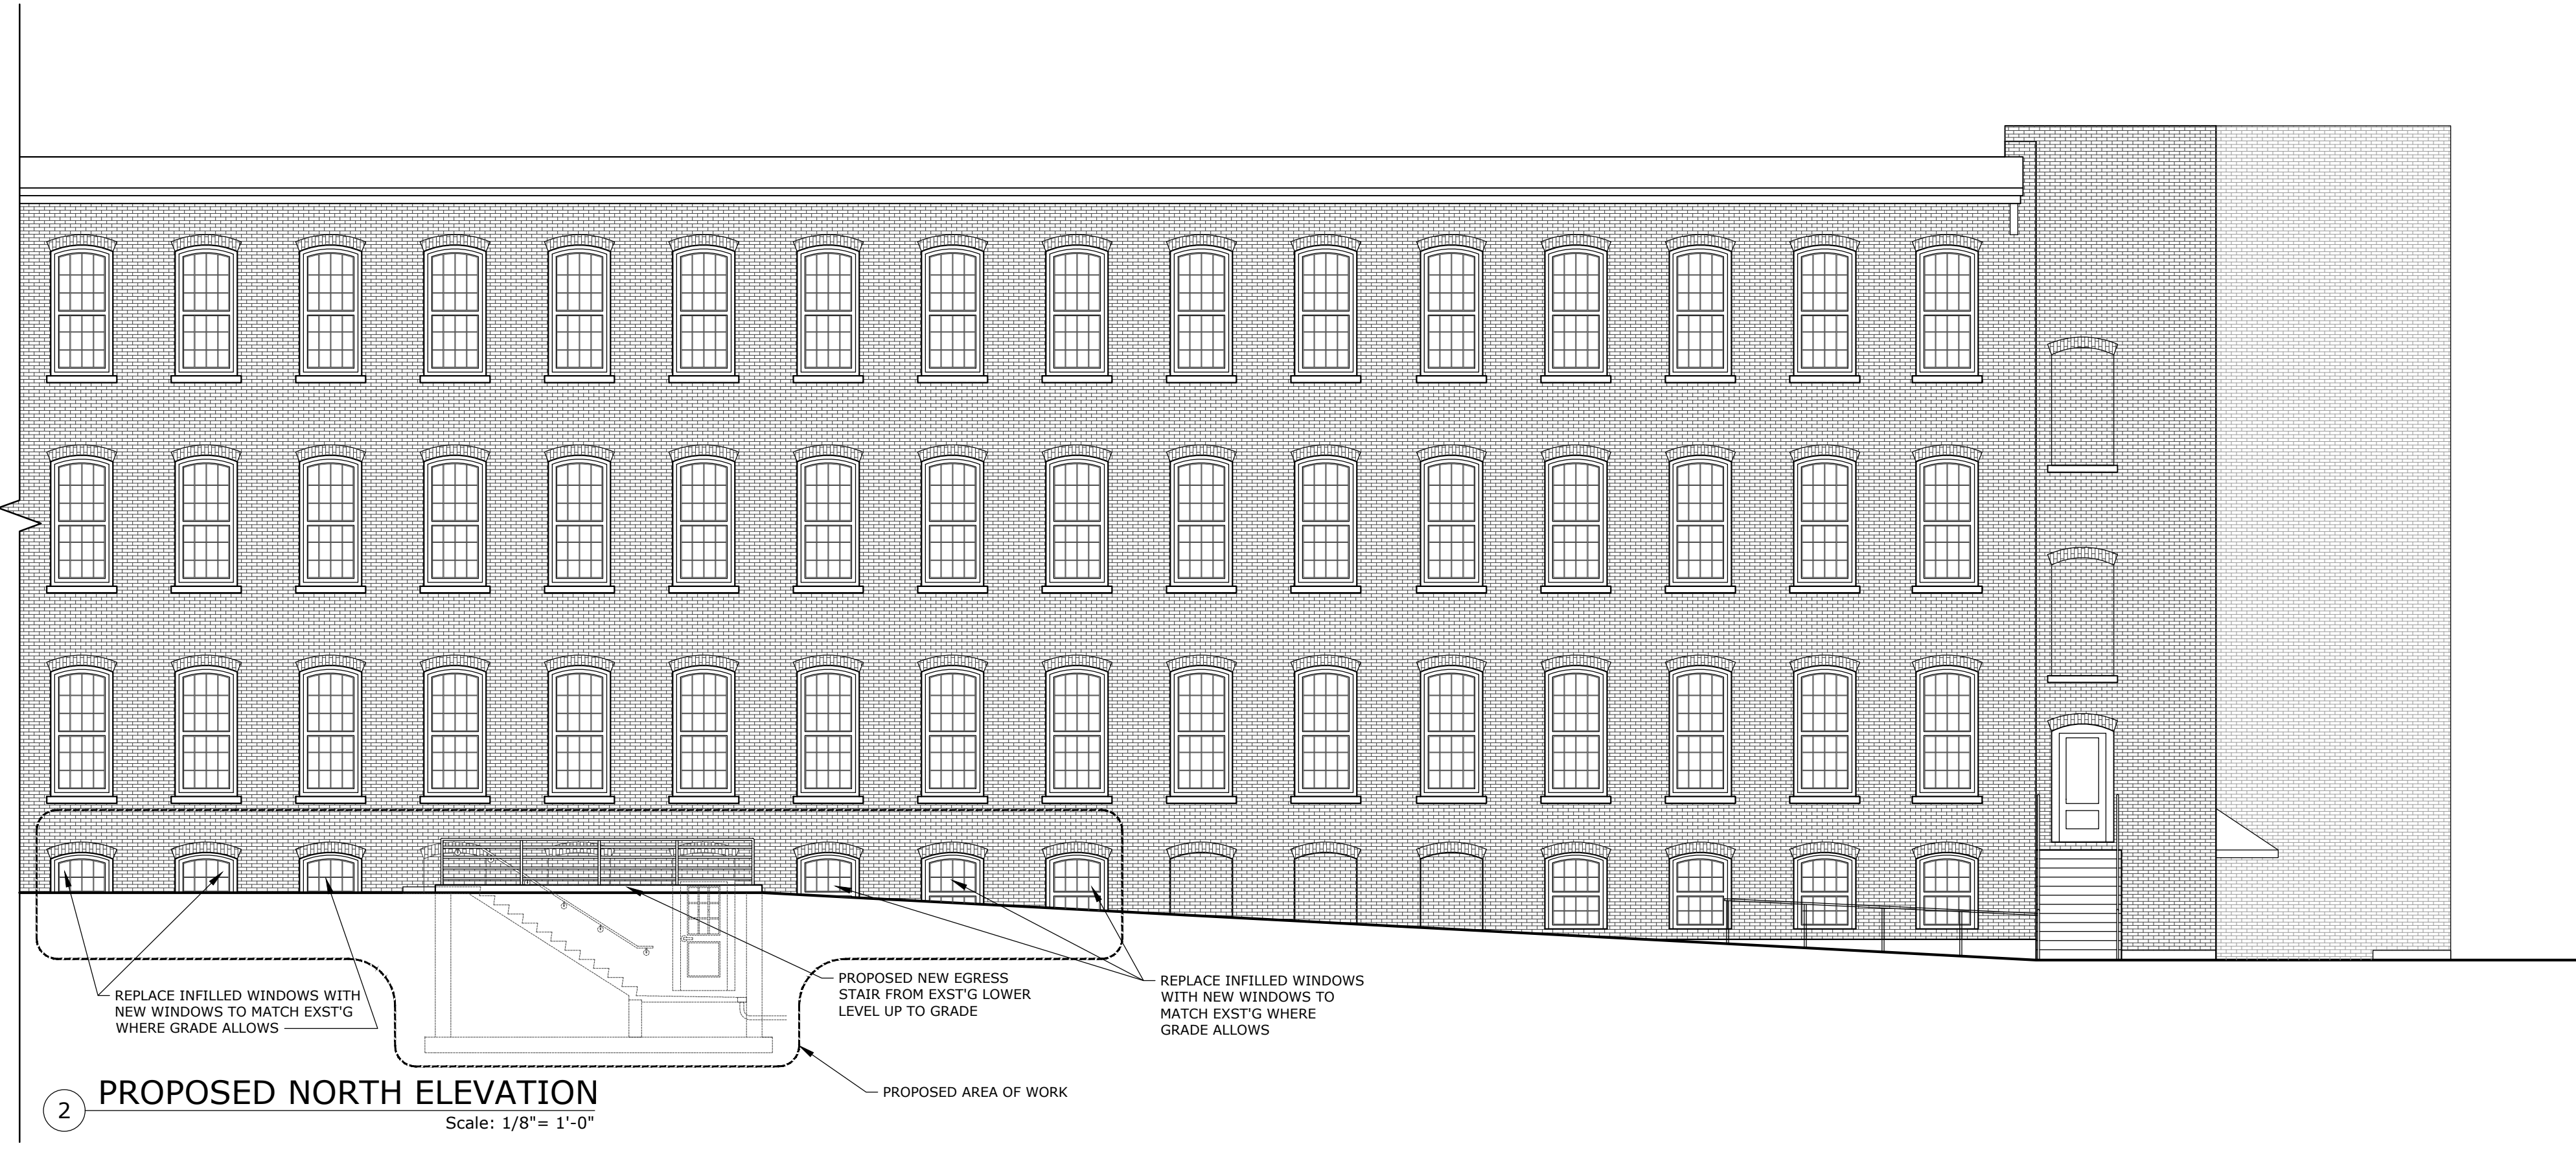 REPLACE INFILLED WINDOWS WITH
NEW WINDOWS TO MATCH EXST'G
WHERE GRADE ALLOWS
PROPOSED NEW EGRESS
STAIR FROM EXST'G LOWER
LEVEL UP TO GRADE
REPLACE INFILLED WINDOWS
WITH NEW WINDOWS TO
MATCH EXST'G WHERE
GRADE ALLOWS
PROPOSED AREA OF WORK
2
PROPOSED NORTH ELEVATION
Scale: 1/8"= 1'-0"